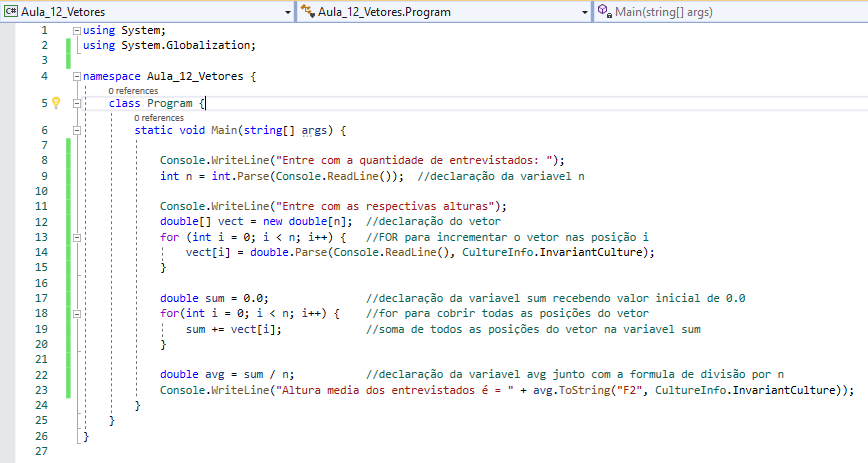 C# Aula_12_Vetores Aula_12_Vetores.Program Main(string[] args)
1 using System;
2 using System.Globalization;
3
4 namespace Aula_12_Vetores {
0 references
5 class Program {
0 references
6 static void Main(string[] args) {
7
8 Console.WriteLine("Entre com a quantidade de entrevistados: ");
9 int n = int.Parse(Console.ReadLine());  //declaração da variavel n
10
11 Console.WriteLine("Entre com as respectivas alturas");
12 double[] vect = new double[n];  //declaração do vetor
13 for (int i = 0; i < n; i++) {   //FOR para incrementar o vetor nas posição i
14 vect[i] = double.Parse(Console.ReadLine(), CultureInfo.InvariantCulture);
15 }
16
17 double sum = 0.0;               //declaração da variavel sum recebendo valor inicial de 0.0
18 for(int i = 0; i < n; i++) {    //for para cobrir todas as posições do vetor
19 sum += vect[i];             //soma de todos as posições do vetor na variavel sum
20 }
21
22 double avg = sum / n;           //declaração da variavel avg junto com a formula de divisão por n
23 Console.WriteLine("Altura media dos entrevistados é = " + avg.ToString("F2", CultureInfo.InvariantCulture));
24 }
25 }
26 }
27